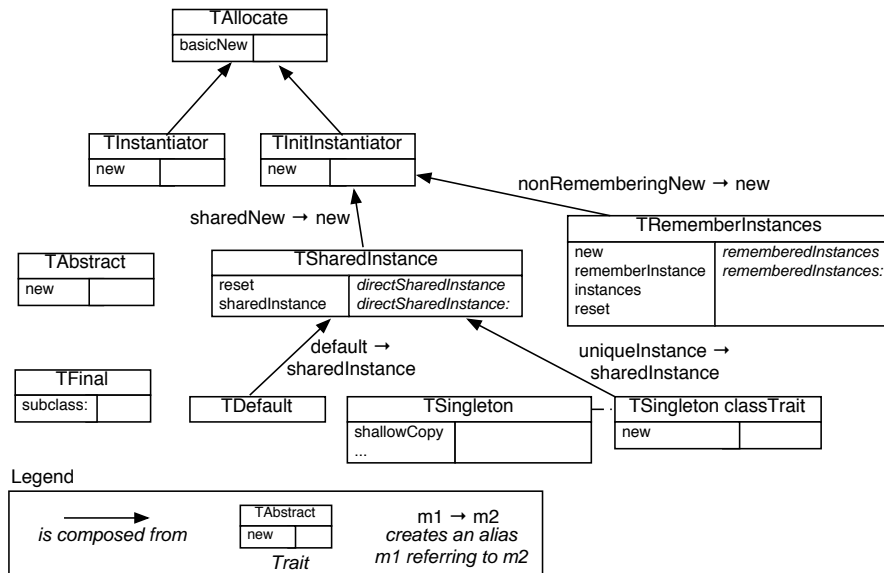 TAllocate
basicNew
TInstantiator
new
TInitInstantiator
new
nonRememberingNew → new
sharedNew → new
TRememberInstances
new
rememberInstance
instances
reset
rememberedInstances
rememberedInstances:
TAbstract
new
TSharedInstance
reset
sharedInstance
directSharedInstance
directSharedInstance:
default →
sharedInstance
uniqueInstance →
sharedInstance
TFinal
subclass:
TDefault
TSingleton
shallowCopy
...
TSingleton classTrait
new
Legend
is composed from
TAbstract
new
Trait
m1 → m2
creates an alias
m1 referring to m2